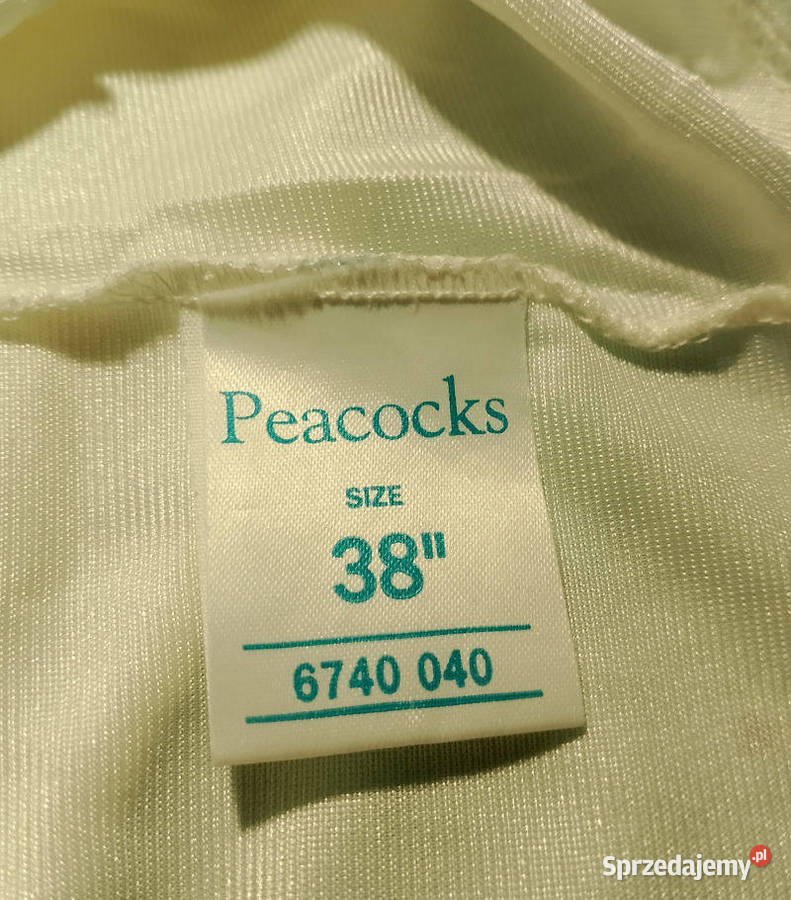 Peacocks
SIZE
38"
6740 040
Sprzedajemy.pl